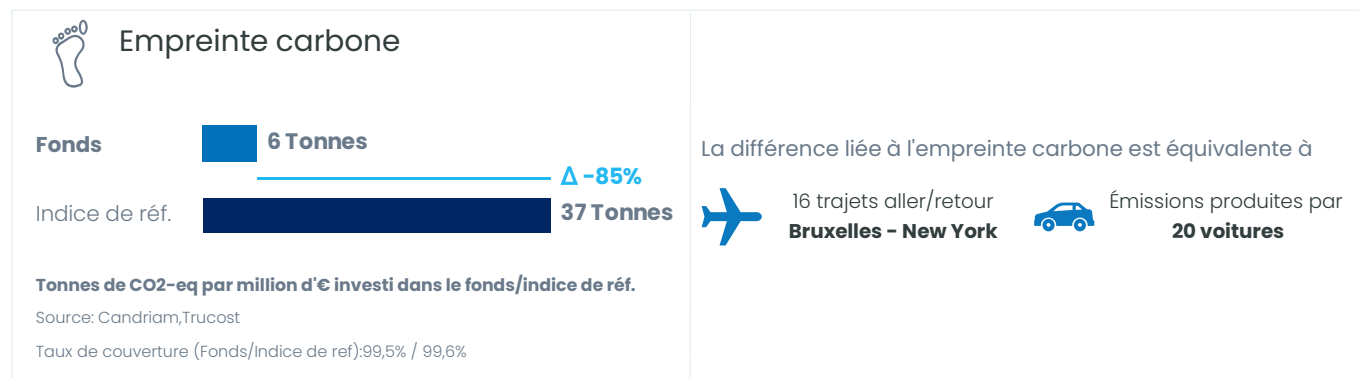 Empreinte carbone
Fonds
6 Tonnes
Δ -85%
Indice de réf.
37 Tonnes
Tonnes de CO2-eq par million d'€ investi dans le fonds/indice de réf.
Source: Candriam,Trucost
Taux de couverture (Fonds/Indice de ref):99,5% / 99,6%
La différence liée à l'empreinte carbone est équivalente à
16 trajets aller/retour
Bruxelles - New York
Émissions produites par
20 voitures